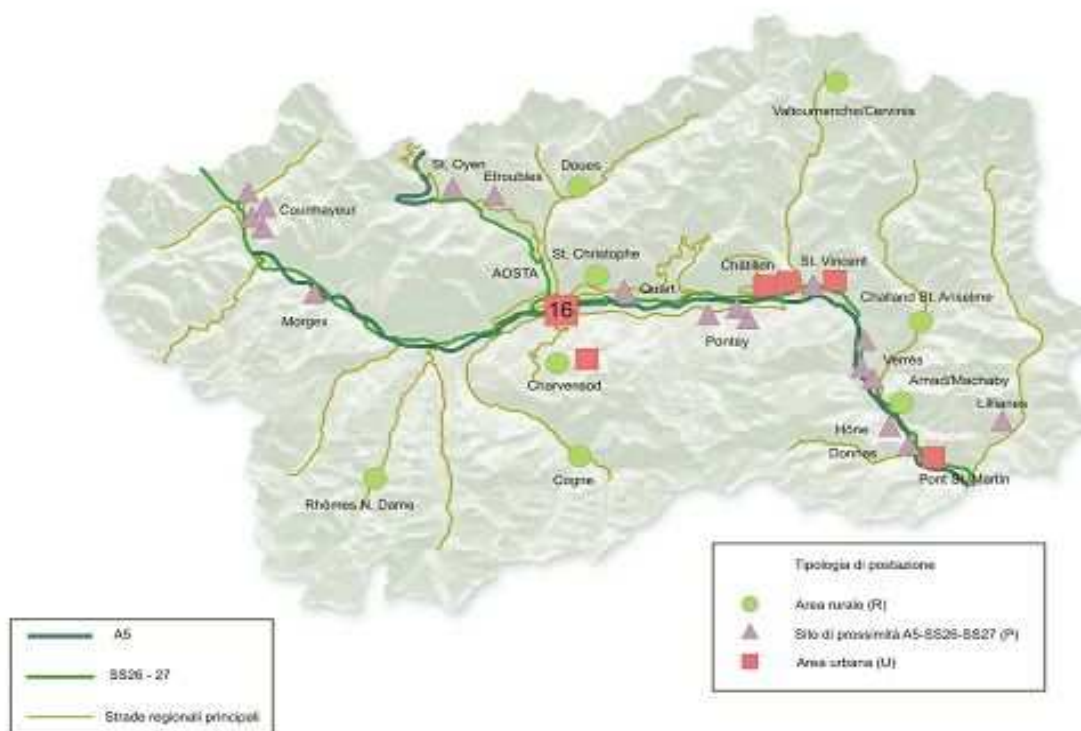 Valtournenche/Cervinia
St. Oyen
Etroubles
Doues
Courmayeur
St. Christophe
AOSTA
Quart
Châtillon
St. Vincent
16
Morgex
Pontey
Challand St. Anselme
Verrès
Charvensod
Arnad/Machaby
Lillianes
Hône
Donnas
Pont St. Martin
Cogne
Rhêmes N. Dame
Tipologia di postazione
Area rurale (R)
Sito di prossimità A5-SS26-SS27 (P)
Area urbana (U)
A5
SS26 - 27
Strade regionali principali